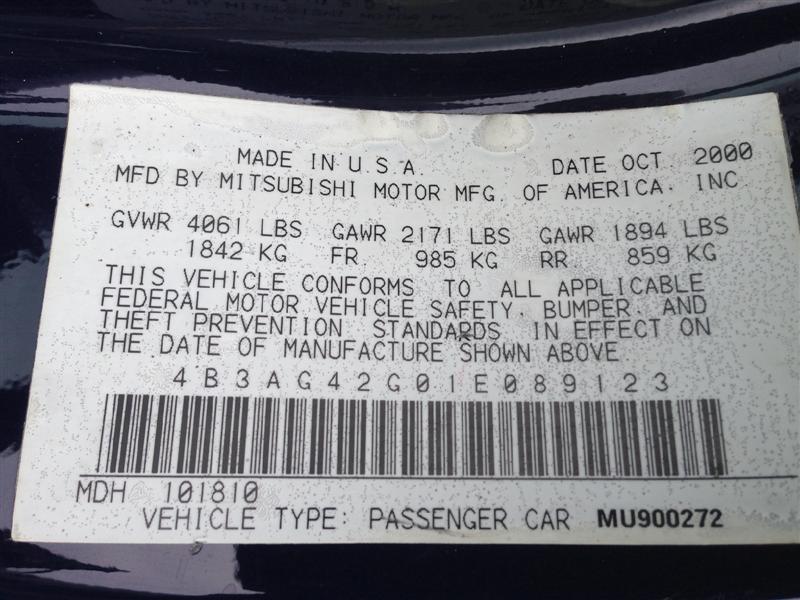 MADE IN U.S.A. DATE OCT 2000
MFD BY MITSUBISHI MOTOR MFG. OF AMERICA, INC
GVWR 4061 LBS GAWR 2171 LBS GAWR 1894 LBS
1842 KG FR 985 KG RR 859 KG
THIS VEHICLE CONFORMS TO ALL APPLICABLE
FEDERAL MOTOR VEHICLE SAFETY, BUMPER, AND
THEFT PREVENTION STANDARDS IN EFFECT ON
THE DATE OF MANUFACTURE SHOWN ABOVE
4B3AG42G01E089123
MDH 101810
VEHICLE TYPE: PASSENGER CAR MU900272